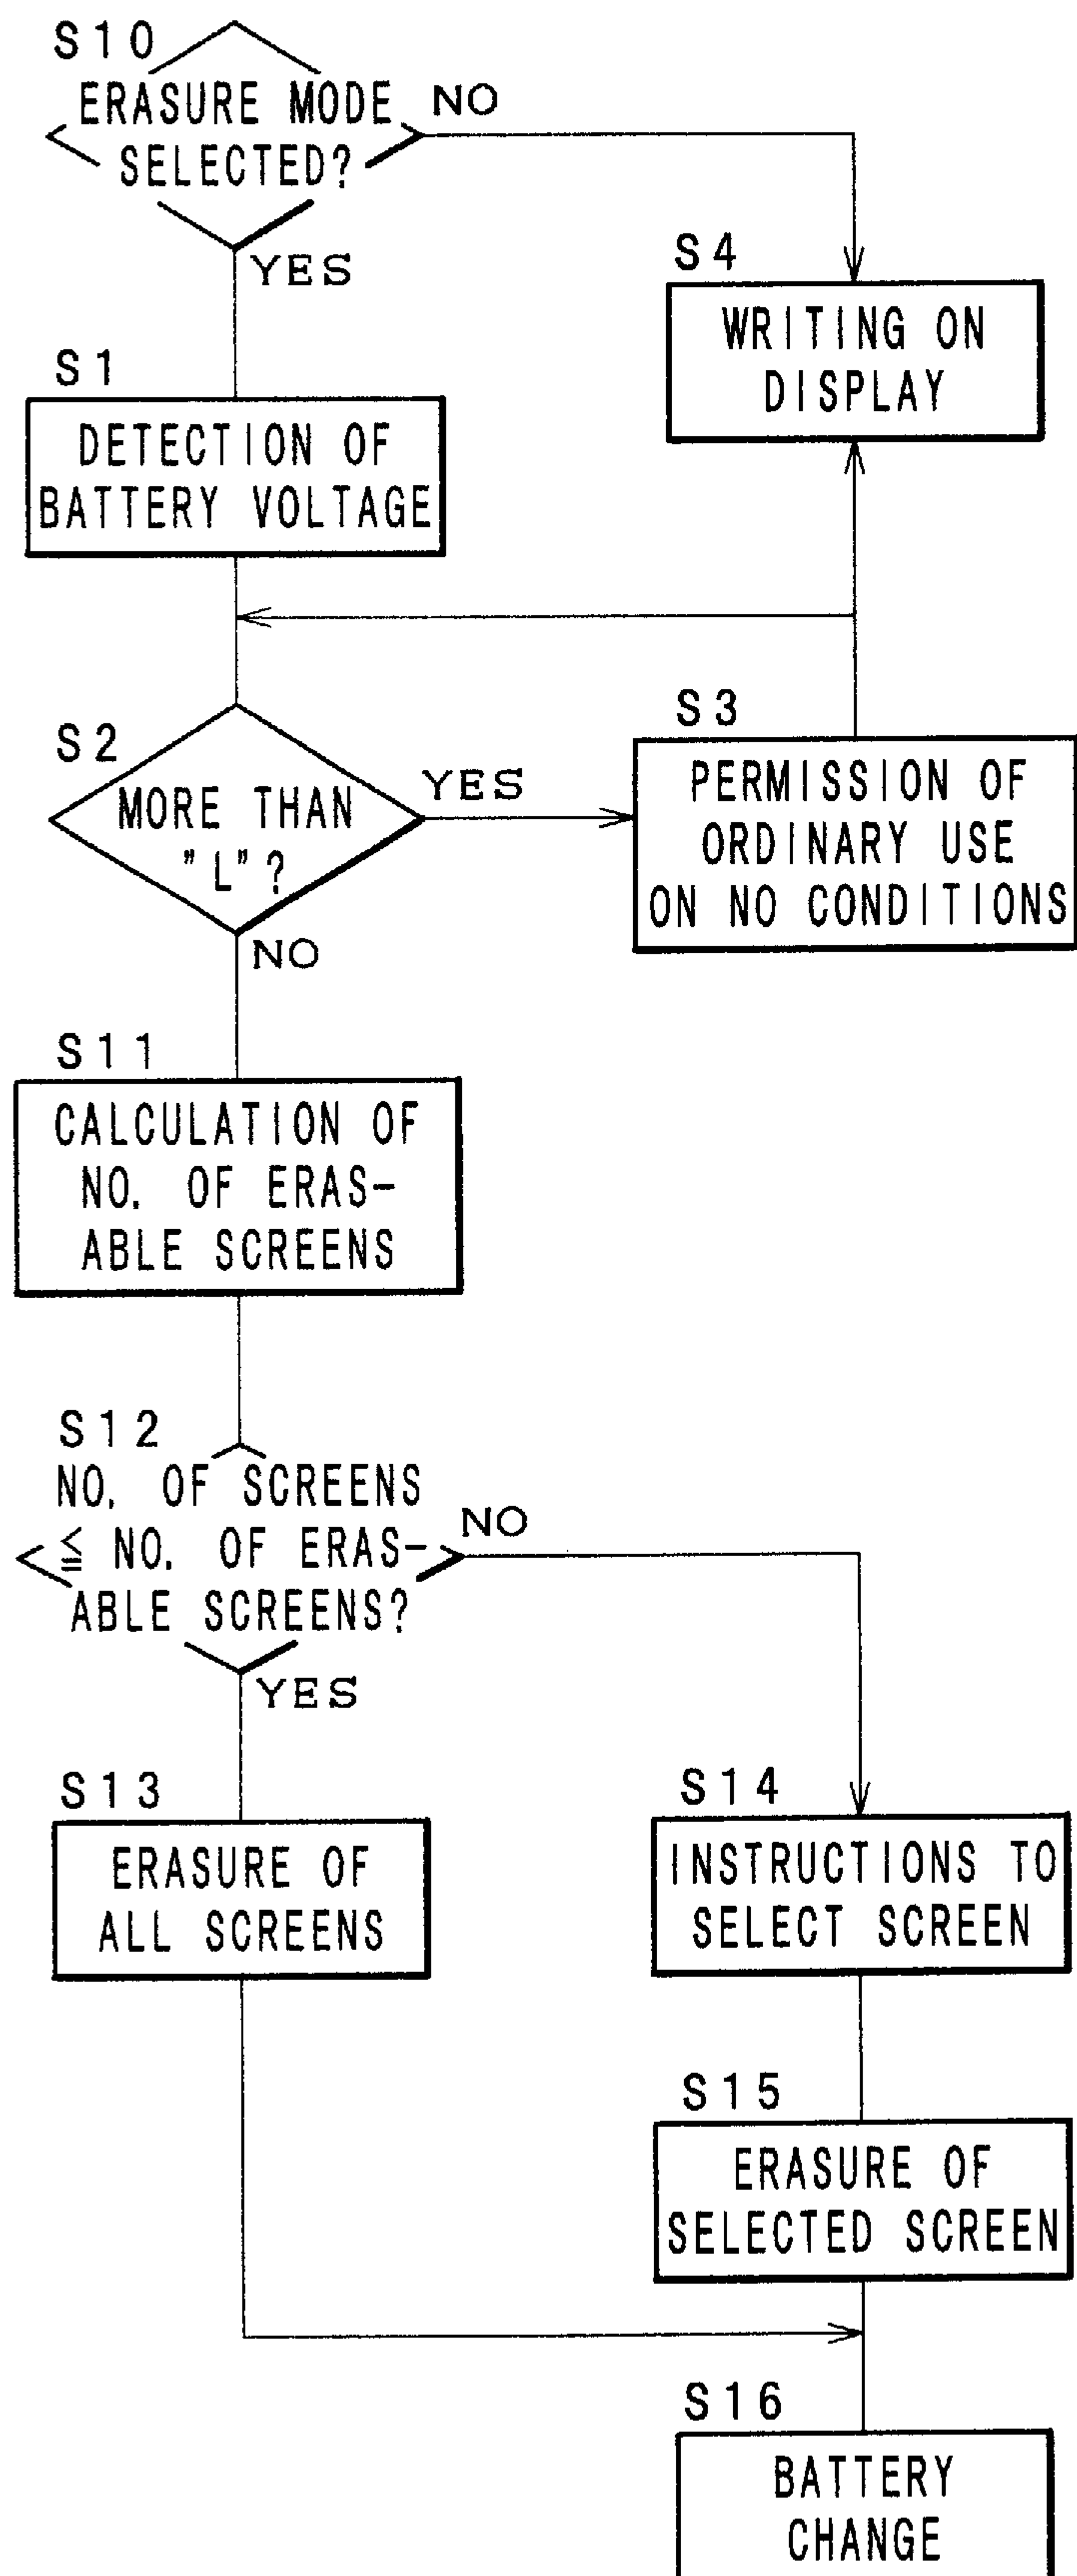 S10
ERASURE MODE
SELECTED?
NO
YES
S4
WRITING ON
DISPLAY
S1
DETECTION OF
BATTERY VOLTAGE
S2
MORE THAN
"L"?
YES
NO
S3
PERMISSION OF
ORDINARY USE
ON NO CONDITIONS
S11
CALCULATION OF
NO. OF ERAS-
ABLE SCREENS
S12
NO. OF SCREENS
≦ NO. OF ERAS-
ABLE SCREENS?
NO
YES
S13
ERASURE OF
ALL SCREENS
S14
INSTRUCTIONS TO
SELECT SCREEN
S15
ERASURE OF
SELECTED SCREEN
S16
BATTERY
CHANGE